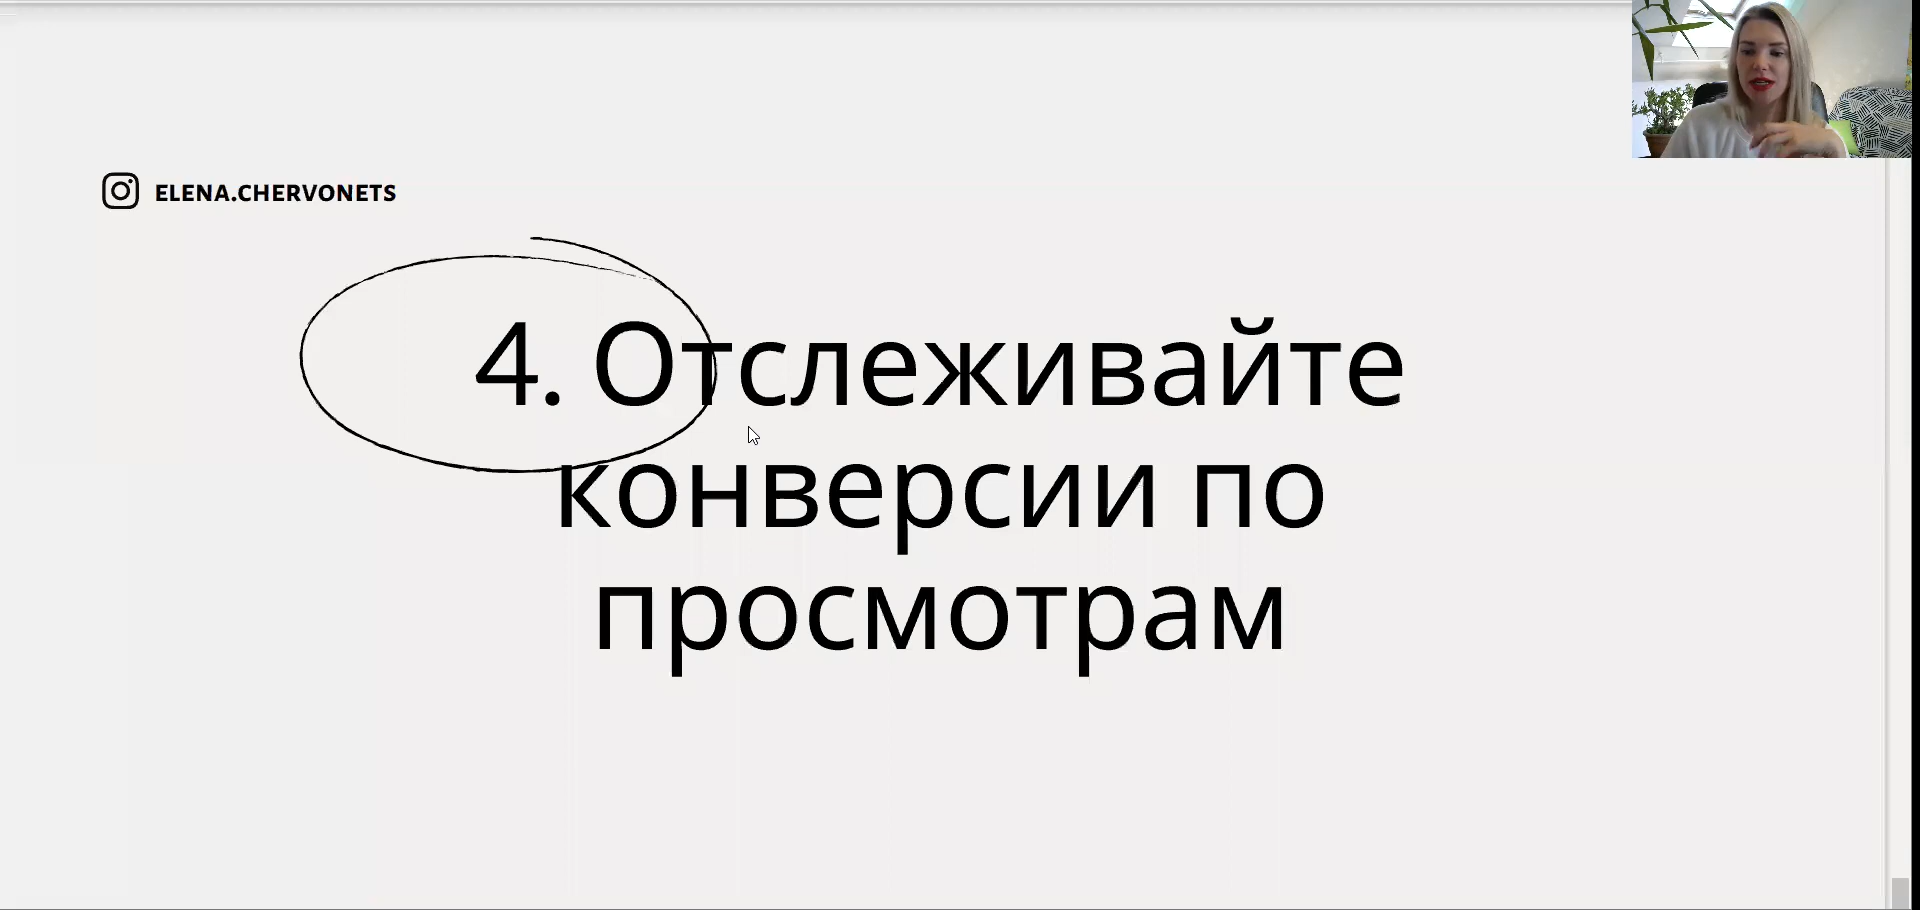 ELENA.CHERVONETS
4. Отслеживайте
конверсии по
просмотрам